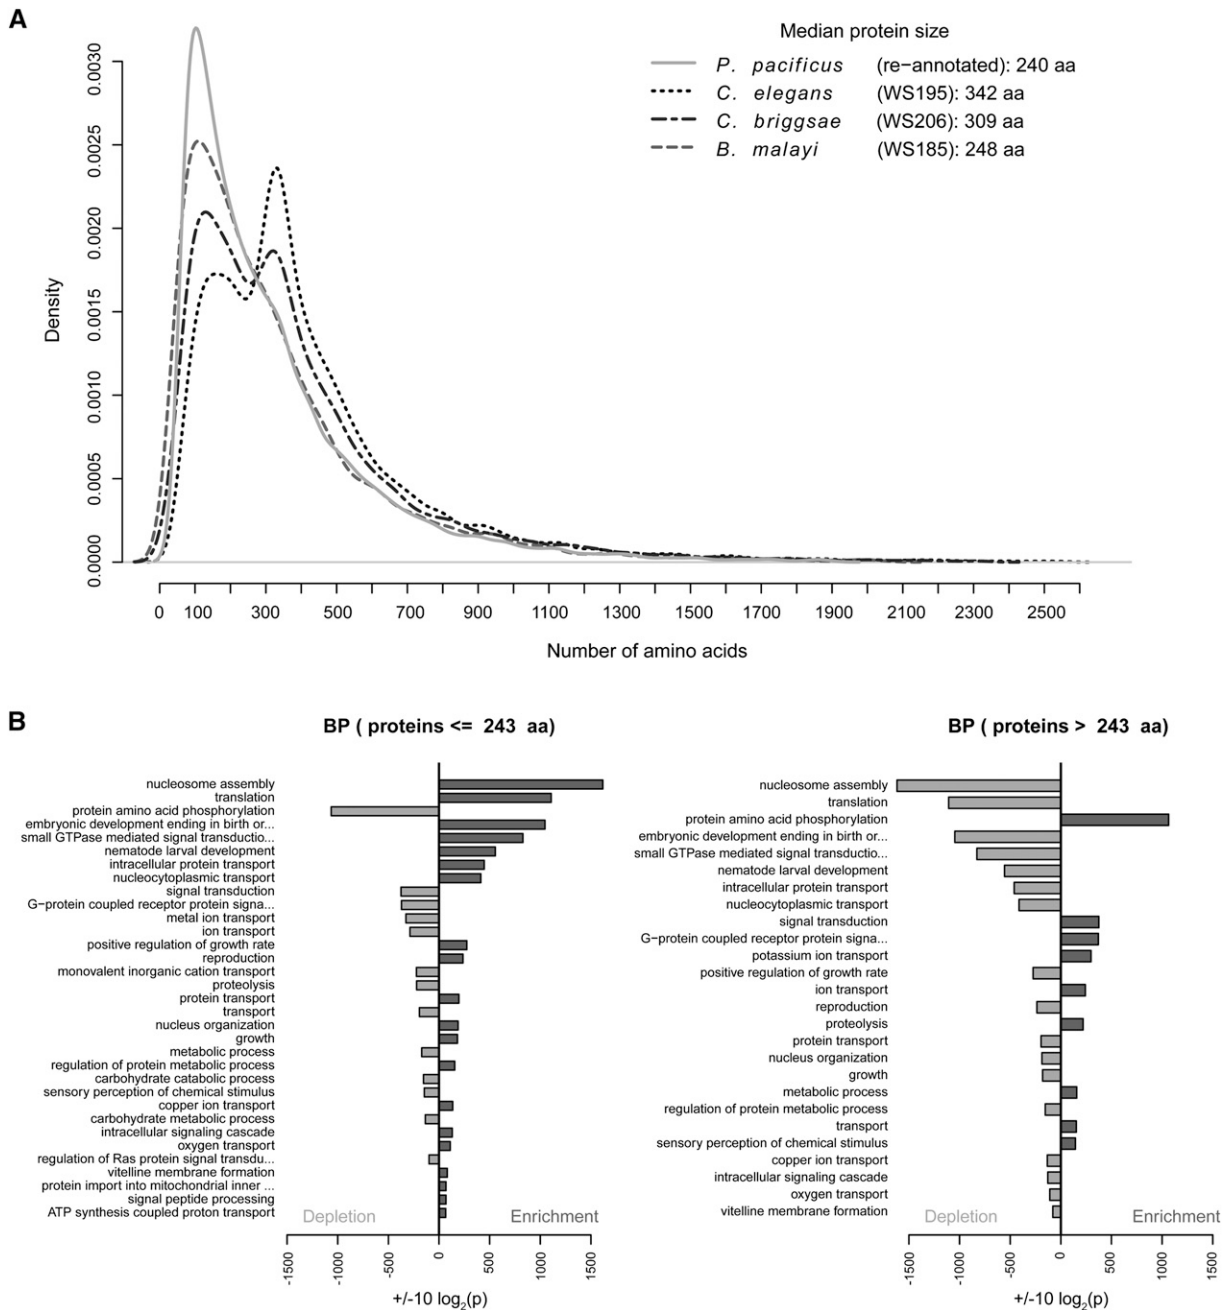 A
Median protein size
P. pacificus (re-annotated): 240 aa
C. elegans (WS195): 342 aa
C. briggsae (WS206): 309 aa
B. malayi (WS185): 248 aa
Density
0.0030
0.0025
0.0020
0.0015
0.0010
0.0005
0.0000
0 100 300 500 700 900 1100 1300 1500 1700 1900 2100 2300 2500
Number of amino acids
B
BP ( proteins <= 243 aa)
nucleosome assembly
translation
protein amino acid phosphorylation
embryonic development ending in birth or...
small GTPase mediated signal transductio...
nematode larval development
intracellular protein transport
nucleocytoplasmic transport
signal transduction
G-protein coupled receptor protein signa...
metal ion transport
ion transport
positive regulation of growth rate
reproduction
monovalent inorganic cation transport
proteolysis
protein transport
transport
nucleus organization
growth
metabolic process
regulation of protein metabolic process
carbohydrate catabolic process
sensory perception of chemical stimulus
copper ion transport
carbohydrate metabolic process
intracellular signaling cascade
oxygen transport
regulation of Ras protein signal transdu...
vitelline membrane formation
protein import into mitochondrial inner ...
signal peptide processing
ATP synthesis coupled proton transport
Depletion Enrichment
-1500 -1000 -500 0 500 1000 1500
+/-10 log2(p)
BP ( proteins > 243 aa)
nucleosome assembly
translation
protein amino acid phosphorylation
embryonic development ending in birth or...
small GTPase mediated signal transductio...
nematode larval development
intracellular protein transport
nucleocytoplasmic transport
signal transduction
G-protein coupled receptor protein signa...
potassium ion transport
positive regulation of growth rate
ion transport
reproduction
proteolysis
protein transport
nucleus organization
growth
metabolic process
regulation of protein metabolic process
transport
sensory perception of chemical stimulus
copper ion transport
intracellular signaling cascade
oxygen transport
vitelline membrane formation
Depletion Enrichment
-1500 -1000 -500 0 500 1000 1500
+/-10 log2(p)